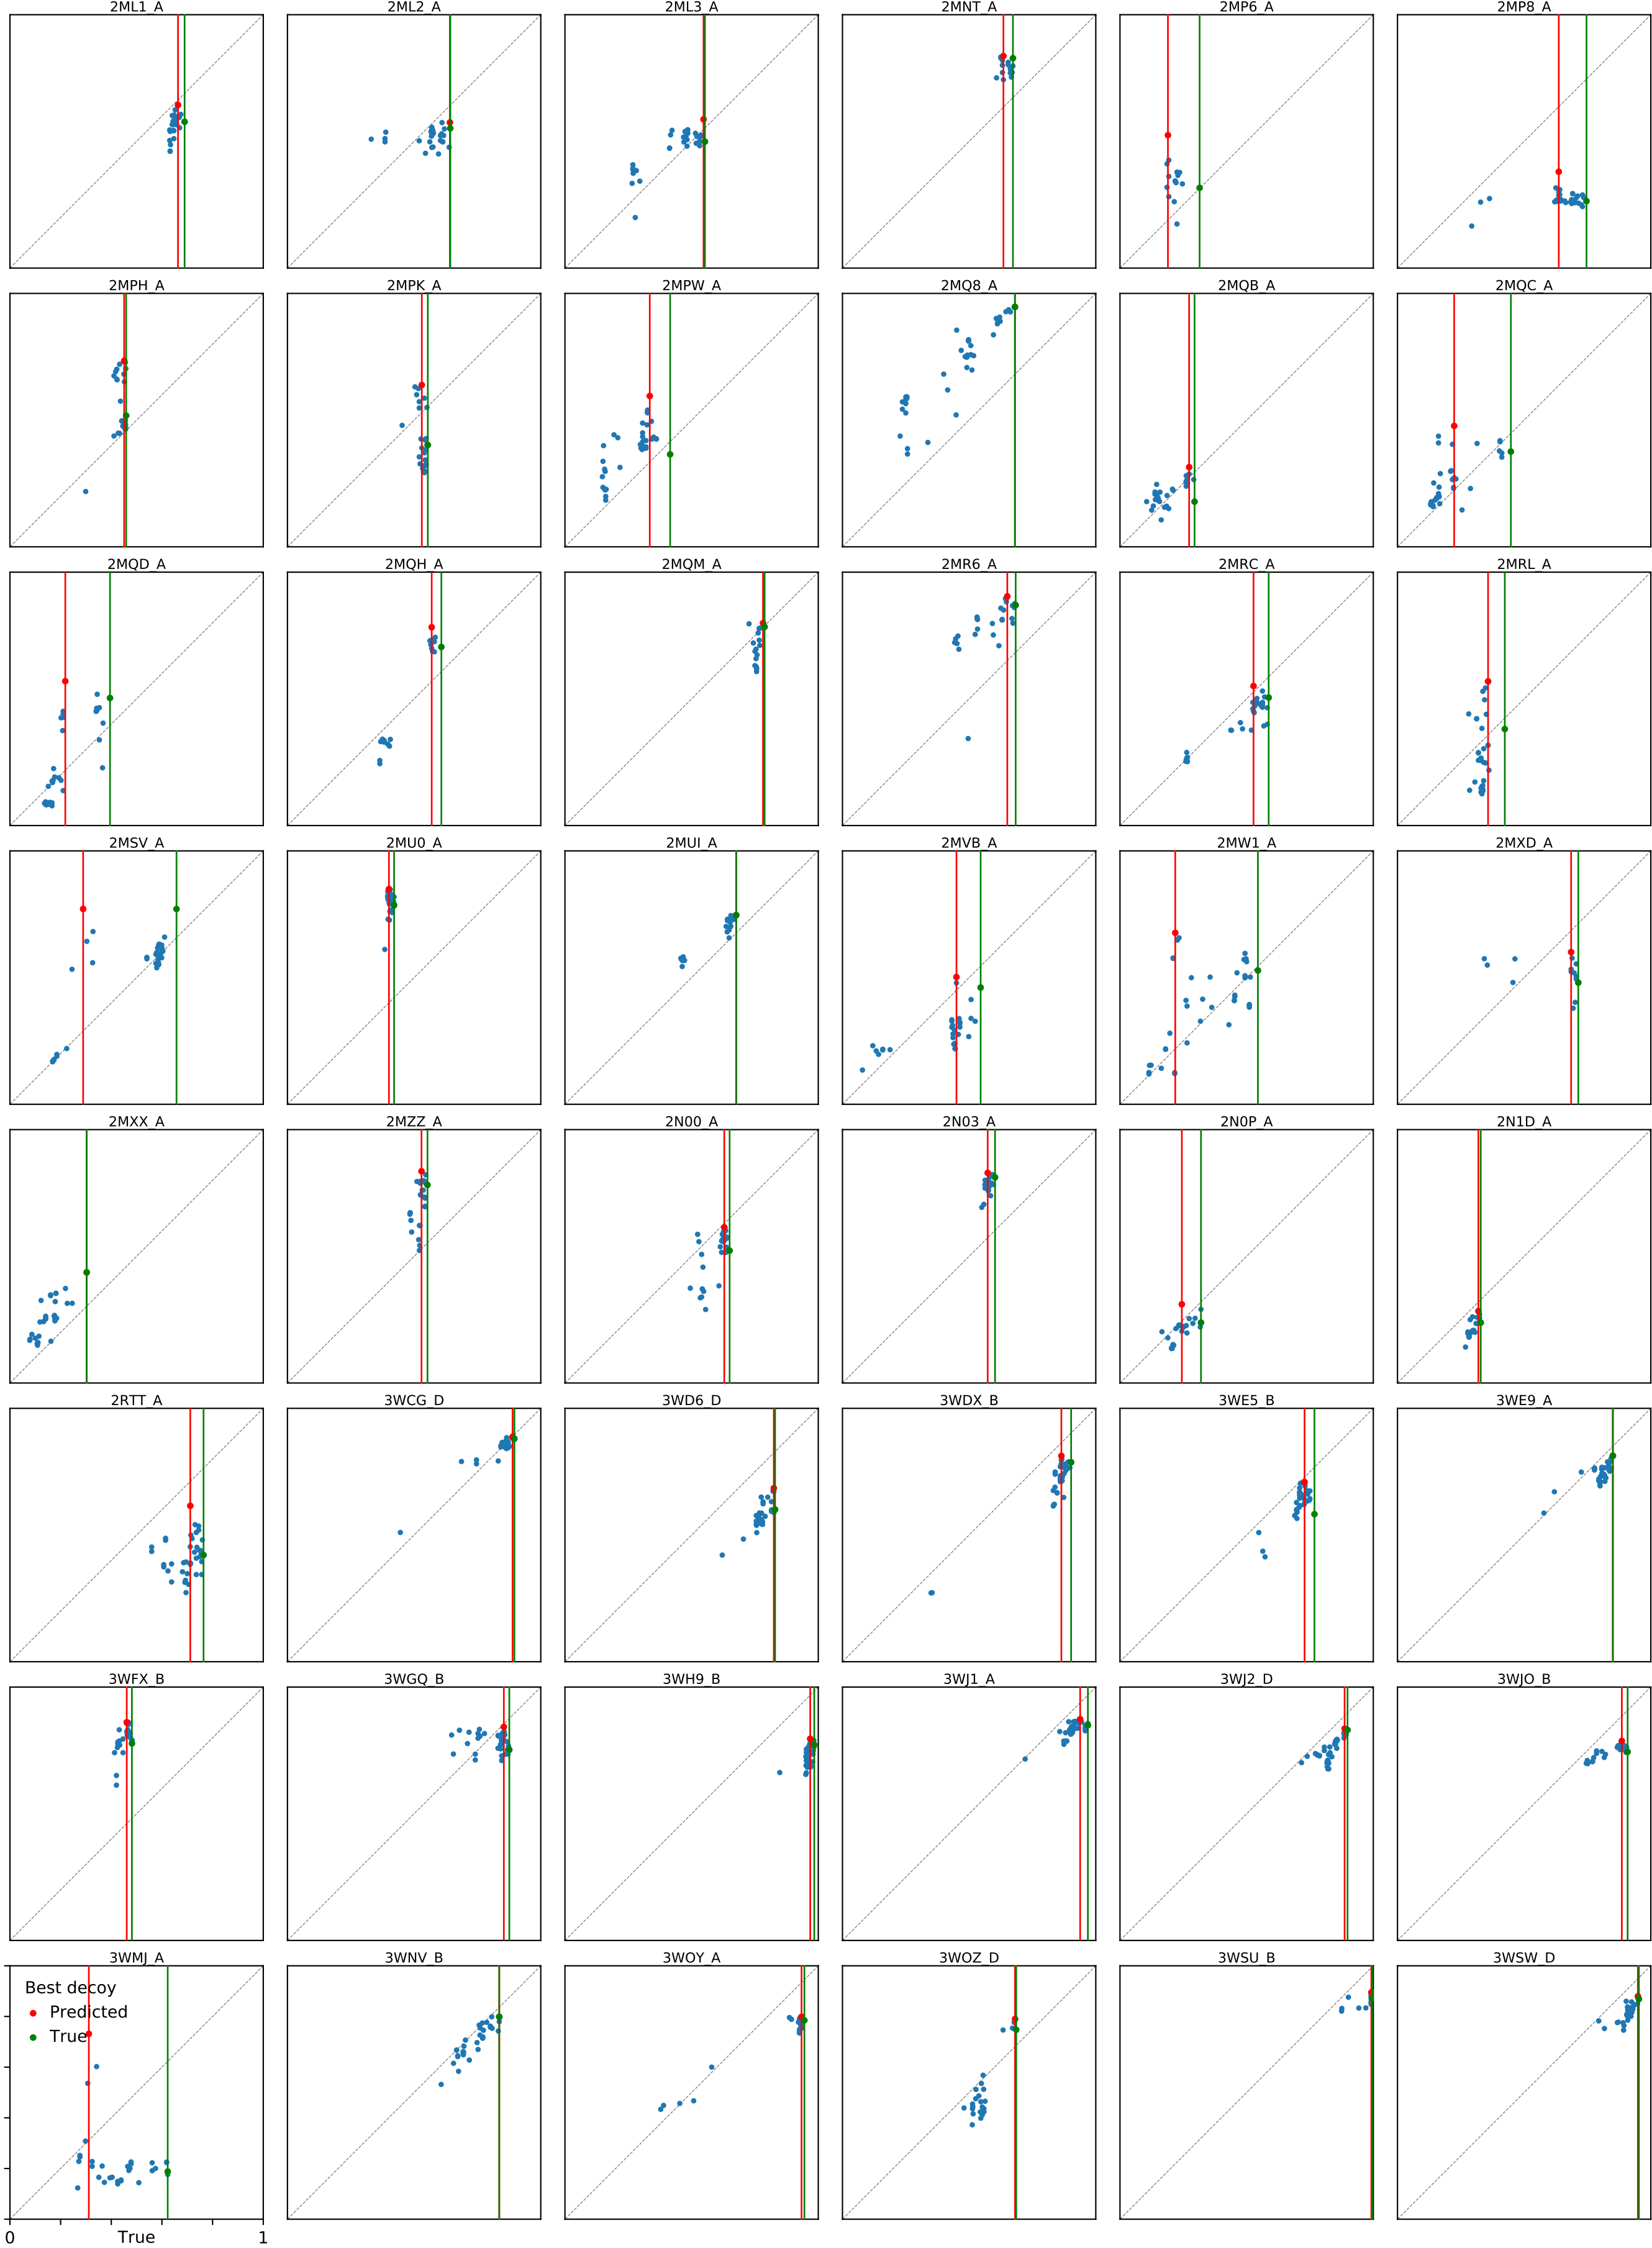 2ML1_A 2ML2_A 2ML3_A 2MNT_A 2MP6_A 2MP8_A
2MPH_A 2MPK_A 2MPW_A 2MQ8_A 2MQB_A 2MQC_A
2MQD_A 2MQH_A 2MQM_A 2MR6_A 2MRC_A 2MRL_A
2MSV_A 2MU0_A 2MUI_A 2MVB_A 2MW1_A 2MXD_A
2MXX_A 2MZZ_A 2N00_A 2N03_A 2N0P_A 2N1D_A
2RTT_A 3WCG_D 3WD6_D 3WDX_B 3WE5_B 3WE9_A
3WFX_B 3WGQ_B 3WH9_B 3WJ1_A 3WJ2_D 3WJO_B
3WMJ_A 3WNV_B 3WOY_A 3WOZ_D 3WSU_B 3WSW_D
Best decoy
Predicted
True
0 True 1